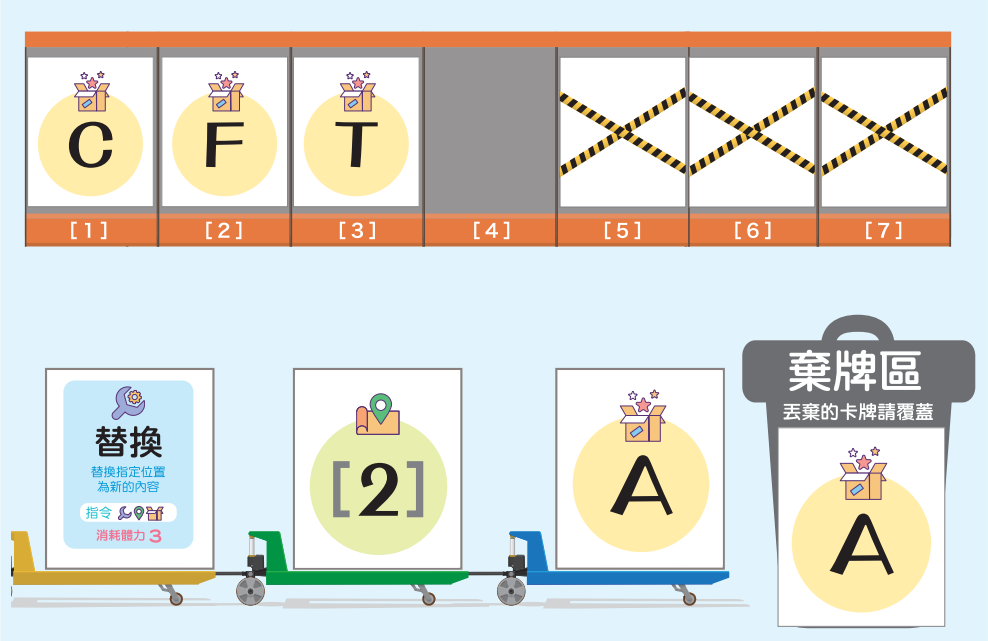 C
F
T
[1]
[2]
[3]
[4]
[5]
[6]
[7]
替換
替換指定位置
為新的內容
指令
消耗體力 3
[2]
A
棄牌區
丟棄的卡牌請覆蓋
A